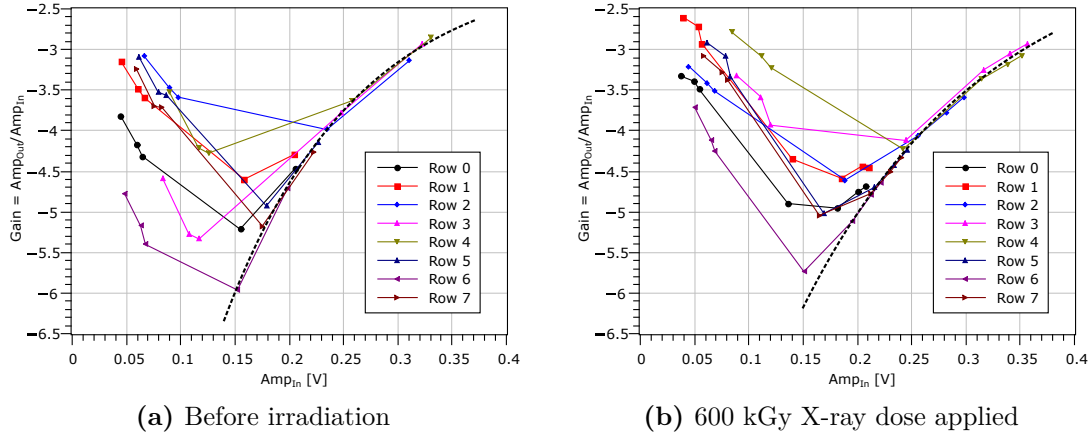 Gain = Amp_Out/Amp_In
−2.5
−3
−3.5
−4
−4.5
−5
−5.5
−6
−6.5
0
0.05
0.1
0.15
0.2
0.25
0.3
0.35
0.4
Amp_In [V]
Row 0
Row 1
Row 2
Row 3
Row 4
Row 5
Row 6
Row 7
(a) Before irradiation
Gain = Amp_Out/Amp_In
−2.5
−3
−3.5
−4
−4.5
−5
−5.5
−6
−6.5
0
0.05
0.1
0.15
0.2
0.25
0.3
0.35
0.4
Amp_In [V]
Row 0
Row 1
Row 2
Row 3
Row 4
Row 5
Row 6
Row 7
(b) 600 kGy X-ray dose applied